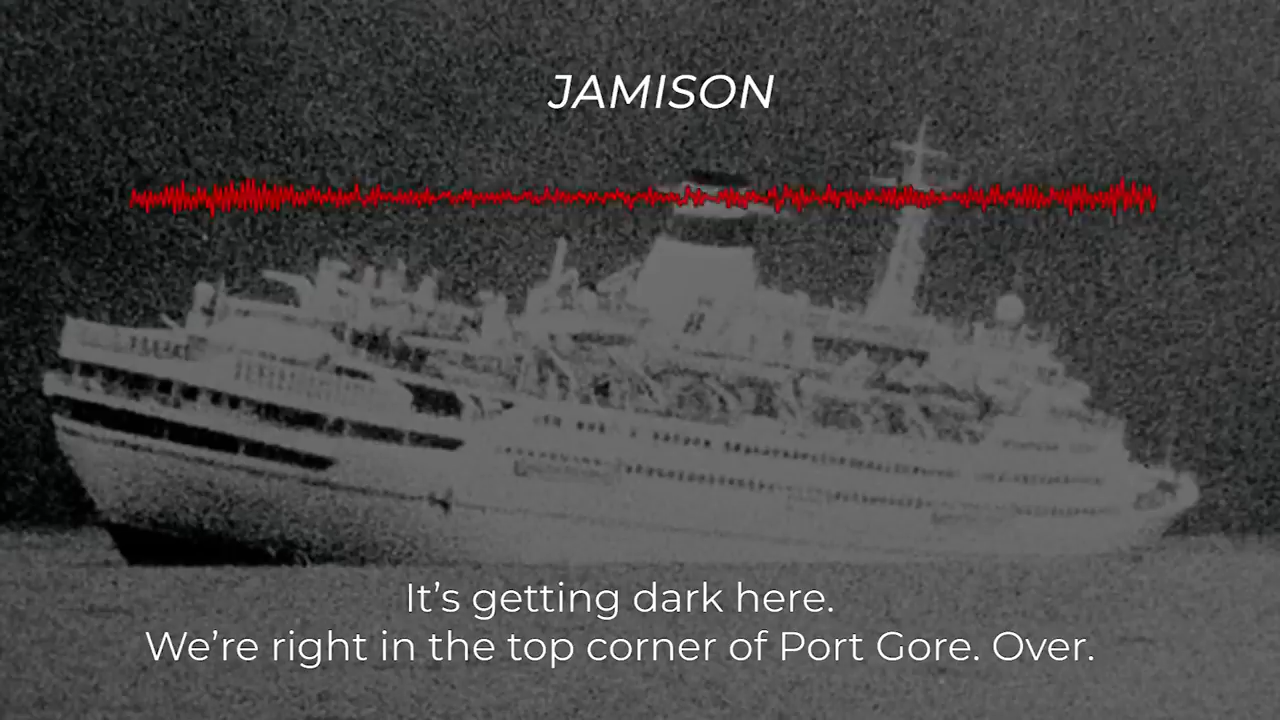 JAMISON
It’s getting dark here.
We’re right in the top corner of Port Gore. Over.